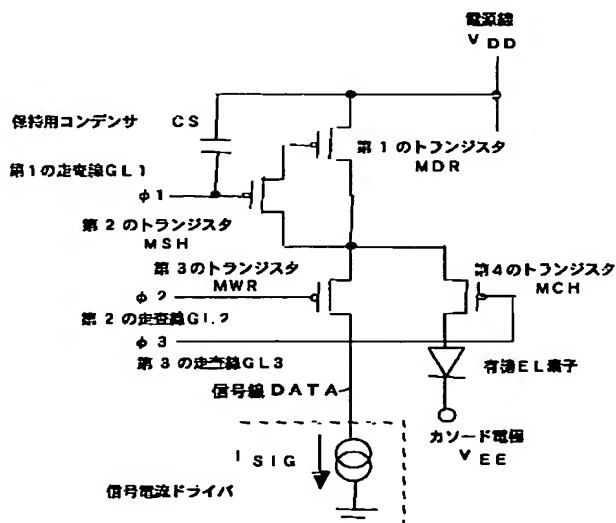 電源線
V DD
保持用コンデンサ CS
第1のトランジスタ
MDR
第1の走査線GL1
φ1
第2のトランジスタ
MSH
第3のトランジスタ
MWR
第4のトランジスタ
MCH
φ2
第2の走査線GL2
φ3
第3の走査線GL3
有機EL素子
信号線DATA
カソード電極
V EE
I SIG
信号電流ドライバ